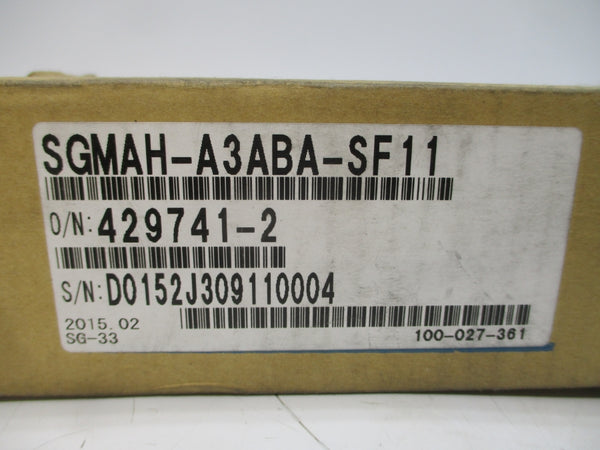 SGMAH-A3ABA-SF11
O/N: 429741-2
S/N: D0152J309110004
2015.02
SG-33
100-027-361